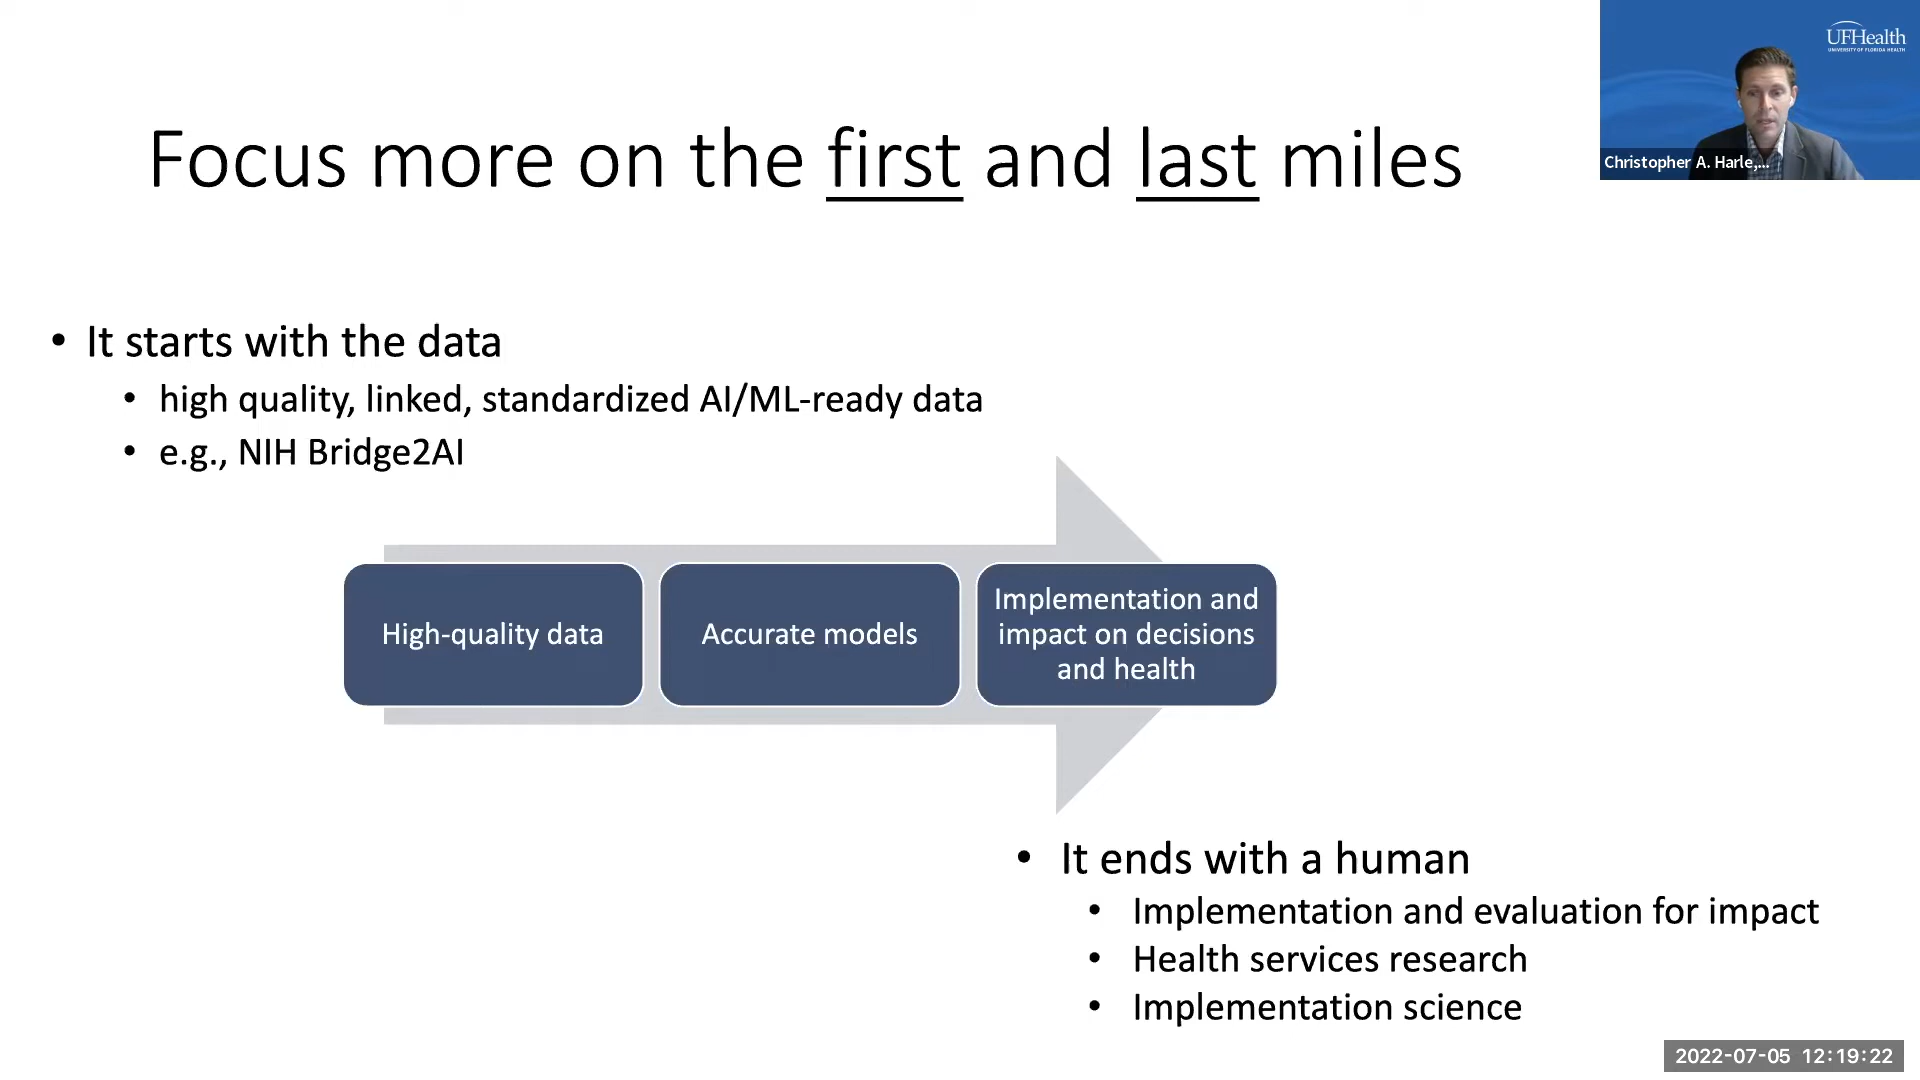 Focus more on the first and last miles
UFHealth
UNIVERSITY OF FLORIDA HEALTH
Christopher A. Harle,...
• It starts with the data
• high quality, linked, standardized AI/ML-ready data
• e.g., NIH Bridge2AI
High-quality data
Accurate models
Implementation and
impact on decisions
and health
• It ends with a human
• Implementation and evaluation for impact
• Health services research
• Implementation science
2022-07-05 12:19:22